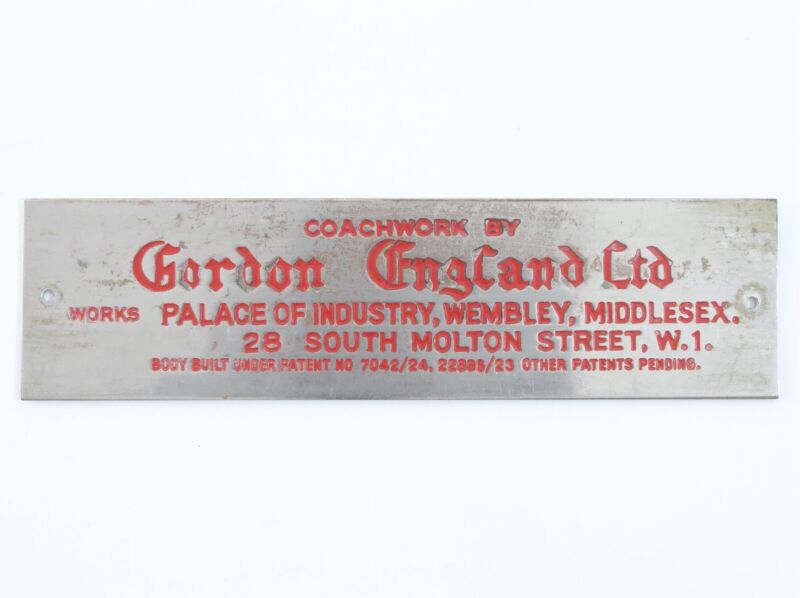 COACHWORK BY
Gordon England Ltd
WORKS PALACE OF INDUSTRY, WEMBLEY, MIDDLESEX.
28 SOUTH MOLTON STREET, W.1.
BODY BUILT UNDER PATENT NO 7042/24, 22885/23 OTHER PATENTS PENDING.